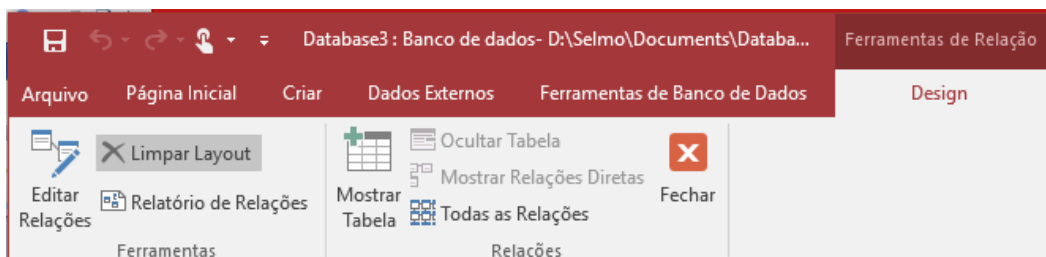 Database3 : Banco de dados- D:\Selmo\Documents\Databa...
Ferramentas de Relação
Arquivo Página Inicial Criar Dados Externos Ferramentas de Banco de Dados Design
Editar Relações
Limpar Layout
Relatório de Relações
Ferramentas
Mostrar Tabela
Ocultar Tabela
Mostrar Relações Diretas
Todas as Relações
Fechar
Relações